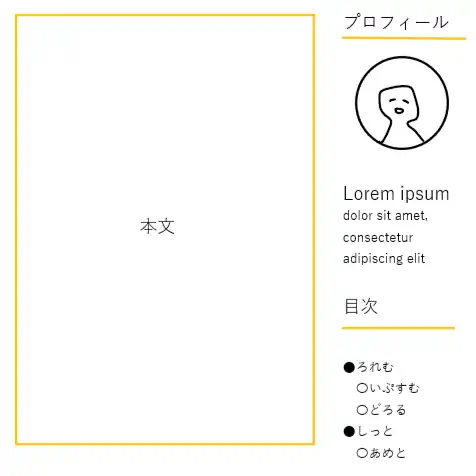 本文
プロフィール
Lorem ipsum
dolor sit amet,
consectetur
adipiscing elit
目次
●ろれむ
○いぷすむ
○どろる
●しっと
○あめと